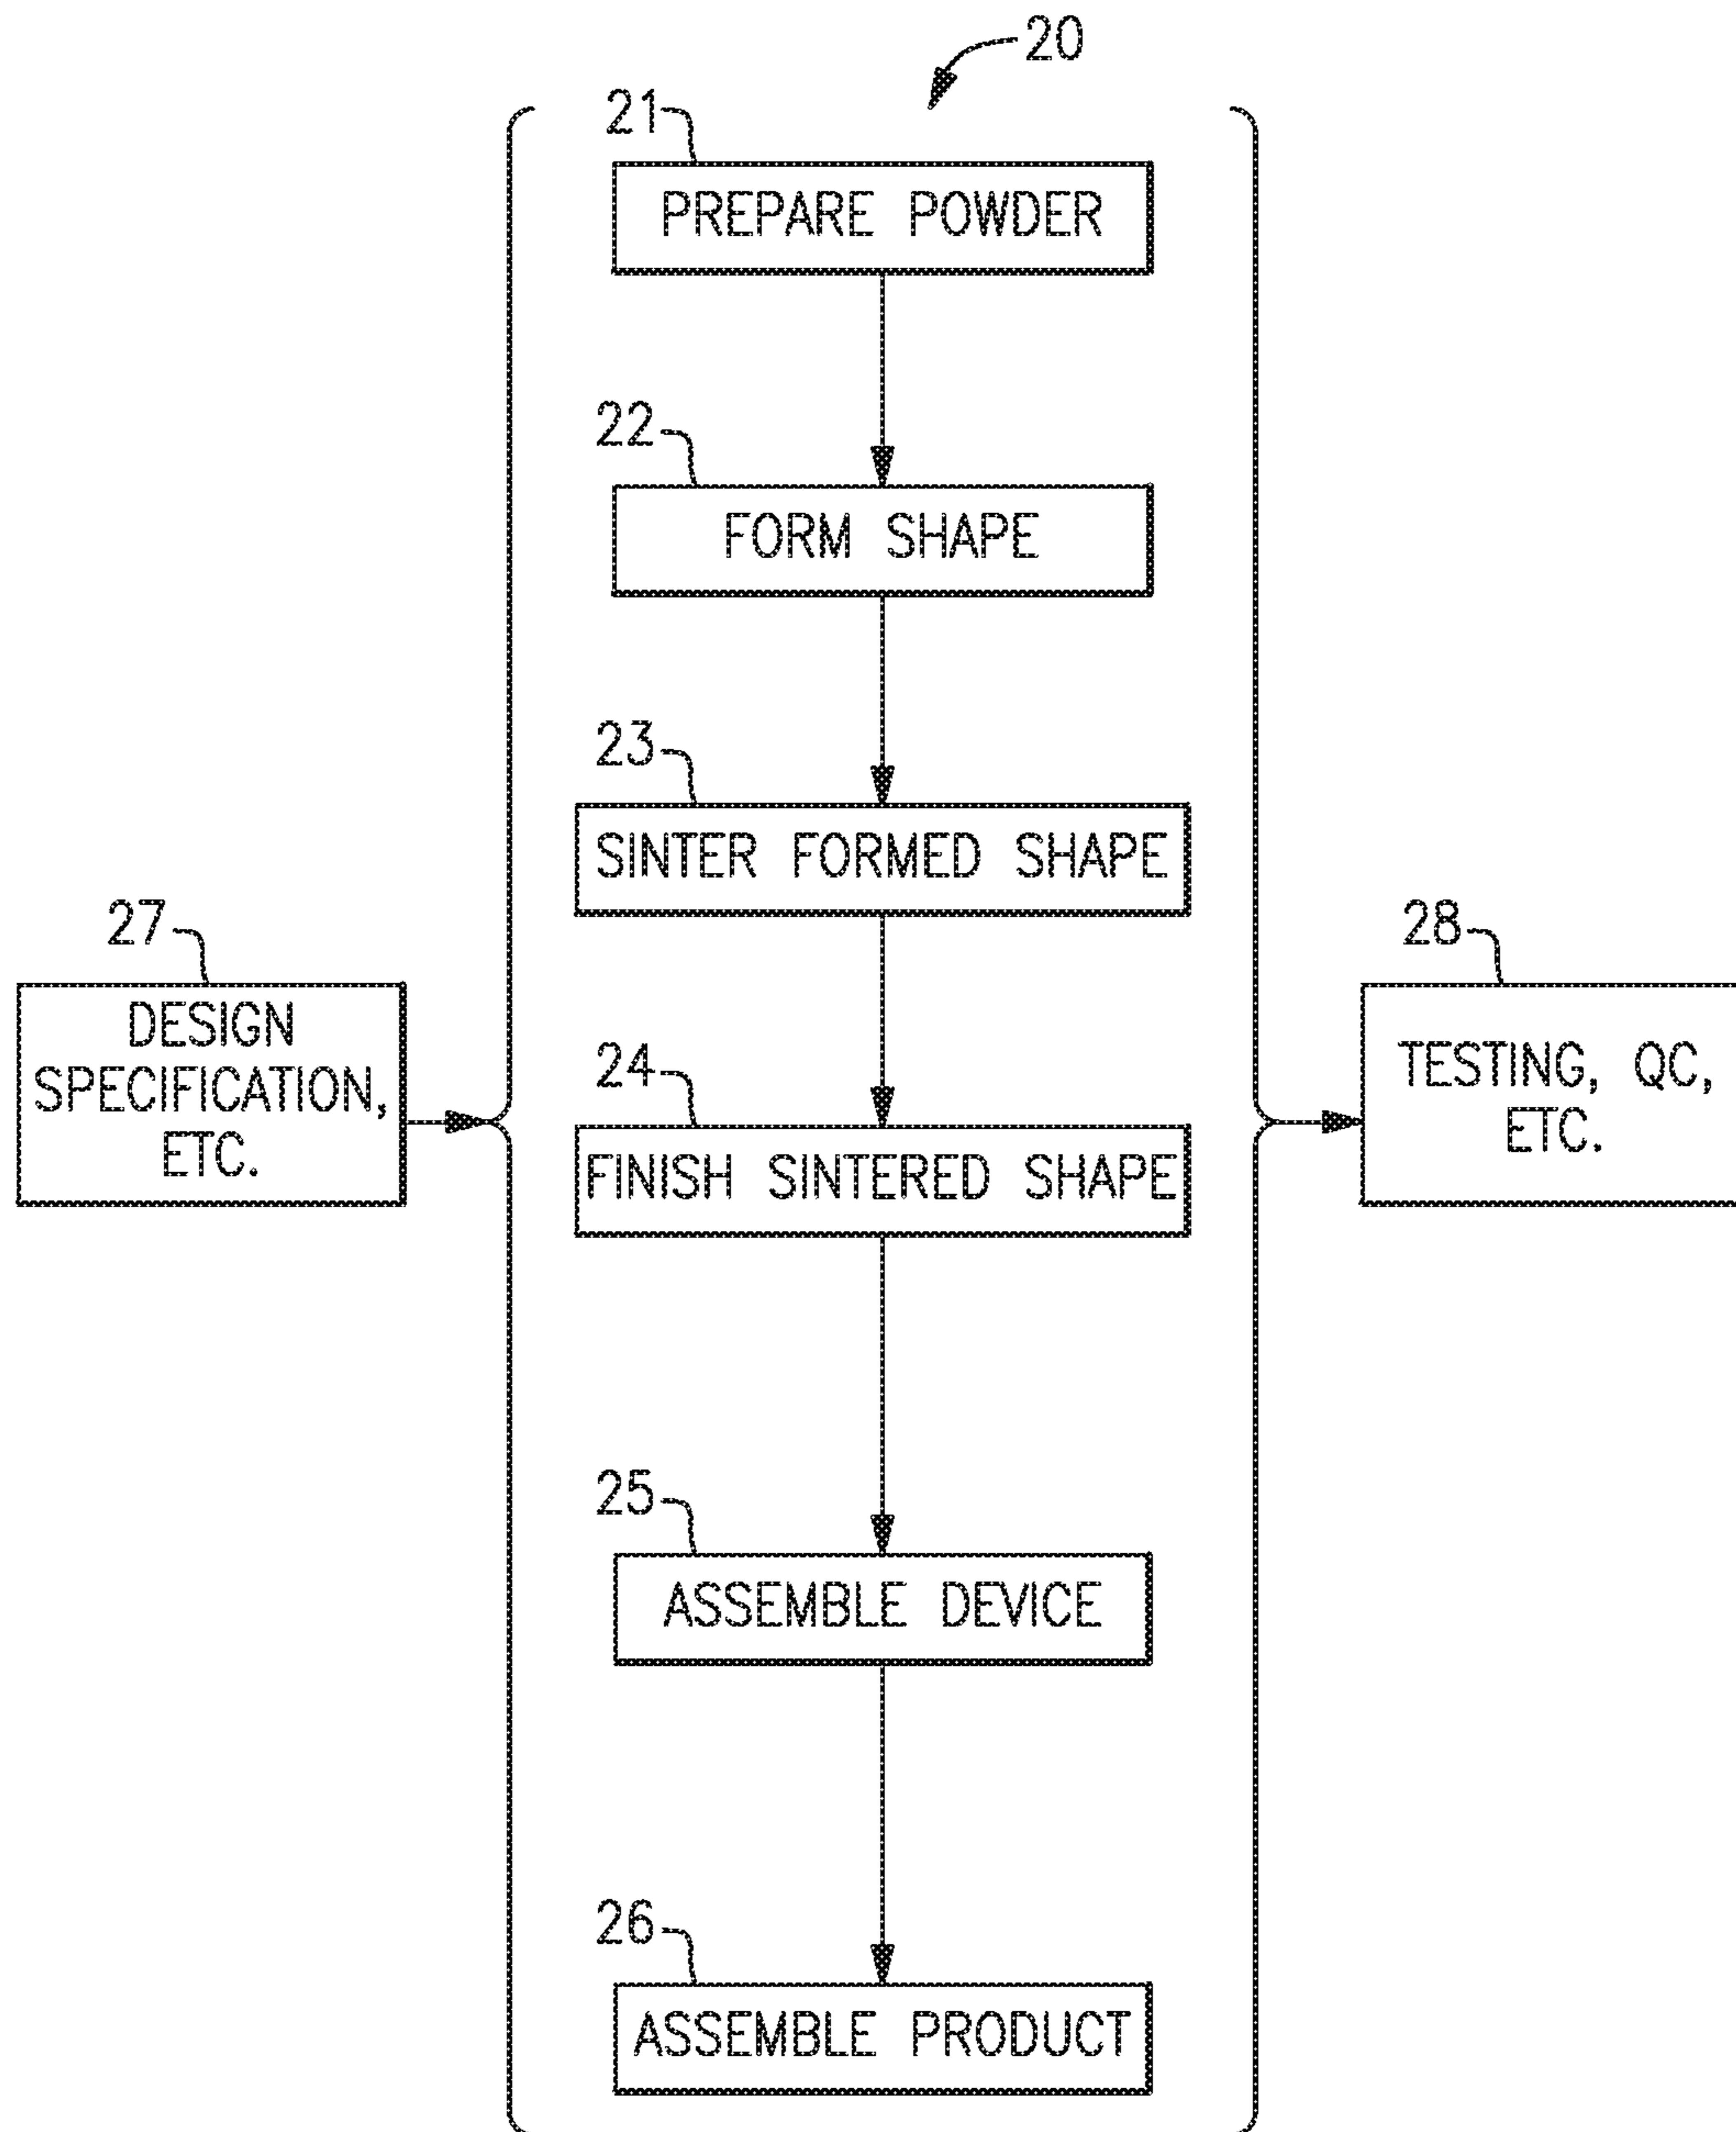 20
21
PREPARE POWDER
22
FORM SHAPE
23
SINTER FORMED SHAPE
27
DESIGN
SPECIFICATION,
ETC.
28
TESTING, QC,
ETC.
24
FINISH SINTERED SHAPE
25
ASSEMBLE DEVICE
26
ASSEMBLE PRODUCT